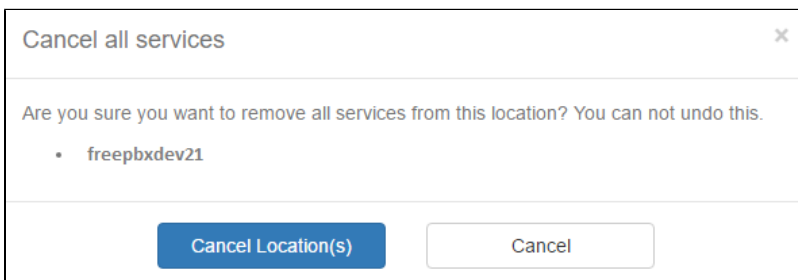 Cancel all services ×
Are you sure you want to remove all services from this location? You can not undo this.
• freepbxdev21
Cancel Location(s) Cancel